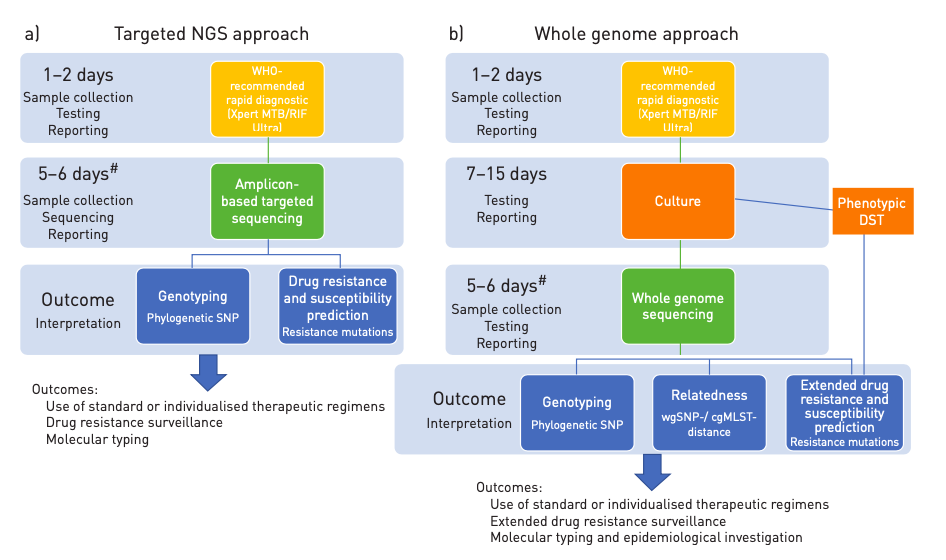 a) Targeted NGS approach
1–2 days
Sample collection
Testing
Reporting
WHO-
recommended
rapid diagnostic
(Xpert MTB/RIF
Ultra)
5–6 days#
Sample collection
Sequencing
Reporting
Amplicon-
based targeted
sequencing
Outcome
Interpretation
Genotyping
Phylogenetic SNP
Drug resistance
and susceptibility
prediction
Resistance mutations
Outcomes:
Use of standard or individualised therapeutic regimens
Drug resistance surveillance
Molecular typing
b) Whole genome approach
1–2 days
Sample collection
Testing
Reporting
WHO-
recommended
rapid diagnostic
(Xpert MTB/RIF
Ultra)
7–15 days
Testing
Reporting
Culture
Phenotypic
DST
5–6 days#
Sample collection
Testing
Reporting
Whole genome
sequencing
Outcome
Interpretation
Genotyping
Phylogenetic SNP
Relatedness
wgSNP-/ cgMLST-
distance
Extended drug
resistance and
susceptibility
prediction
Resistance mutations
Outcomes:
Use of standard or individualised therapeutic regimens
Extended drug resistance surveillance
Molecular typing and epidemiological investigation